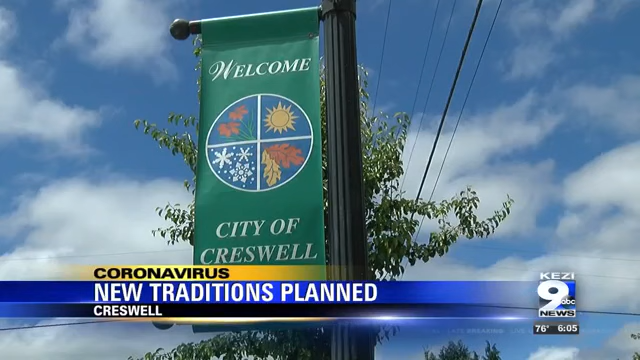 WELCOME
CITY OF
CRESWELL
CORONAVIRUS
NEW TRADITIONS PLANNED
CRESWELL
KEZI
9 abc
NEWS
76° 6:05